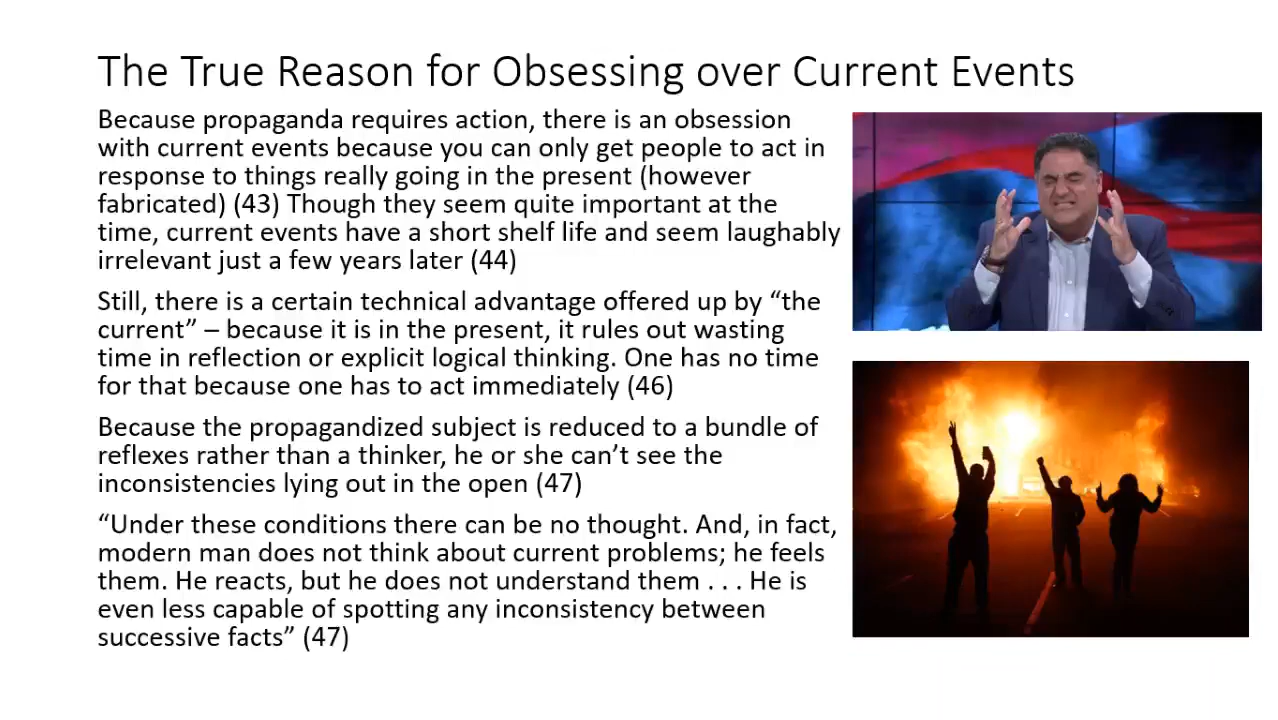 The True Reason for Obsessing over Current Events
Because propaganda requires action, there is an obsession
with current events because you can only get people to act in
response to things really going in the present (however
fabricated) (43) Though they seem quite important at the
time, current events have a short shelf life and seem laughably
irrelevant just a few years later (44)
Still, there is a certain technical advantage offered up by “the
current” – because it is in the present, it rules out wasting
time in reflection or explicit logical thinking. One has no time
for that because one has to act immediately (46)
Because the propagandized subject is reduced to a bundle of
reflexes rather than a thinker, he or she can’t see the
inconsistencies lying out in the open (47)
“Under these conditions there can be no thought. And, in fact,
modern man does not think about current problems; he feels
them. He reacts, but he does not understand them . . . He is
even less capable of spotting any inconsistency between
successive facts” (47)